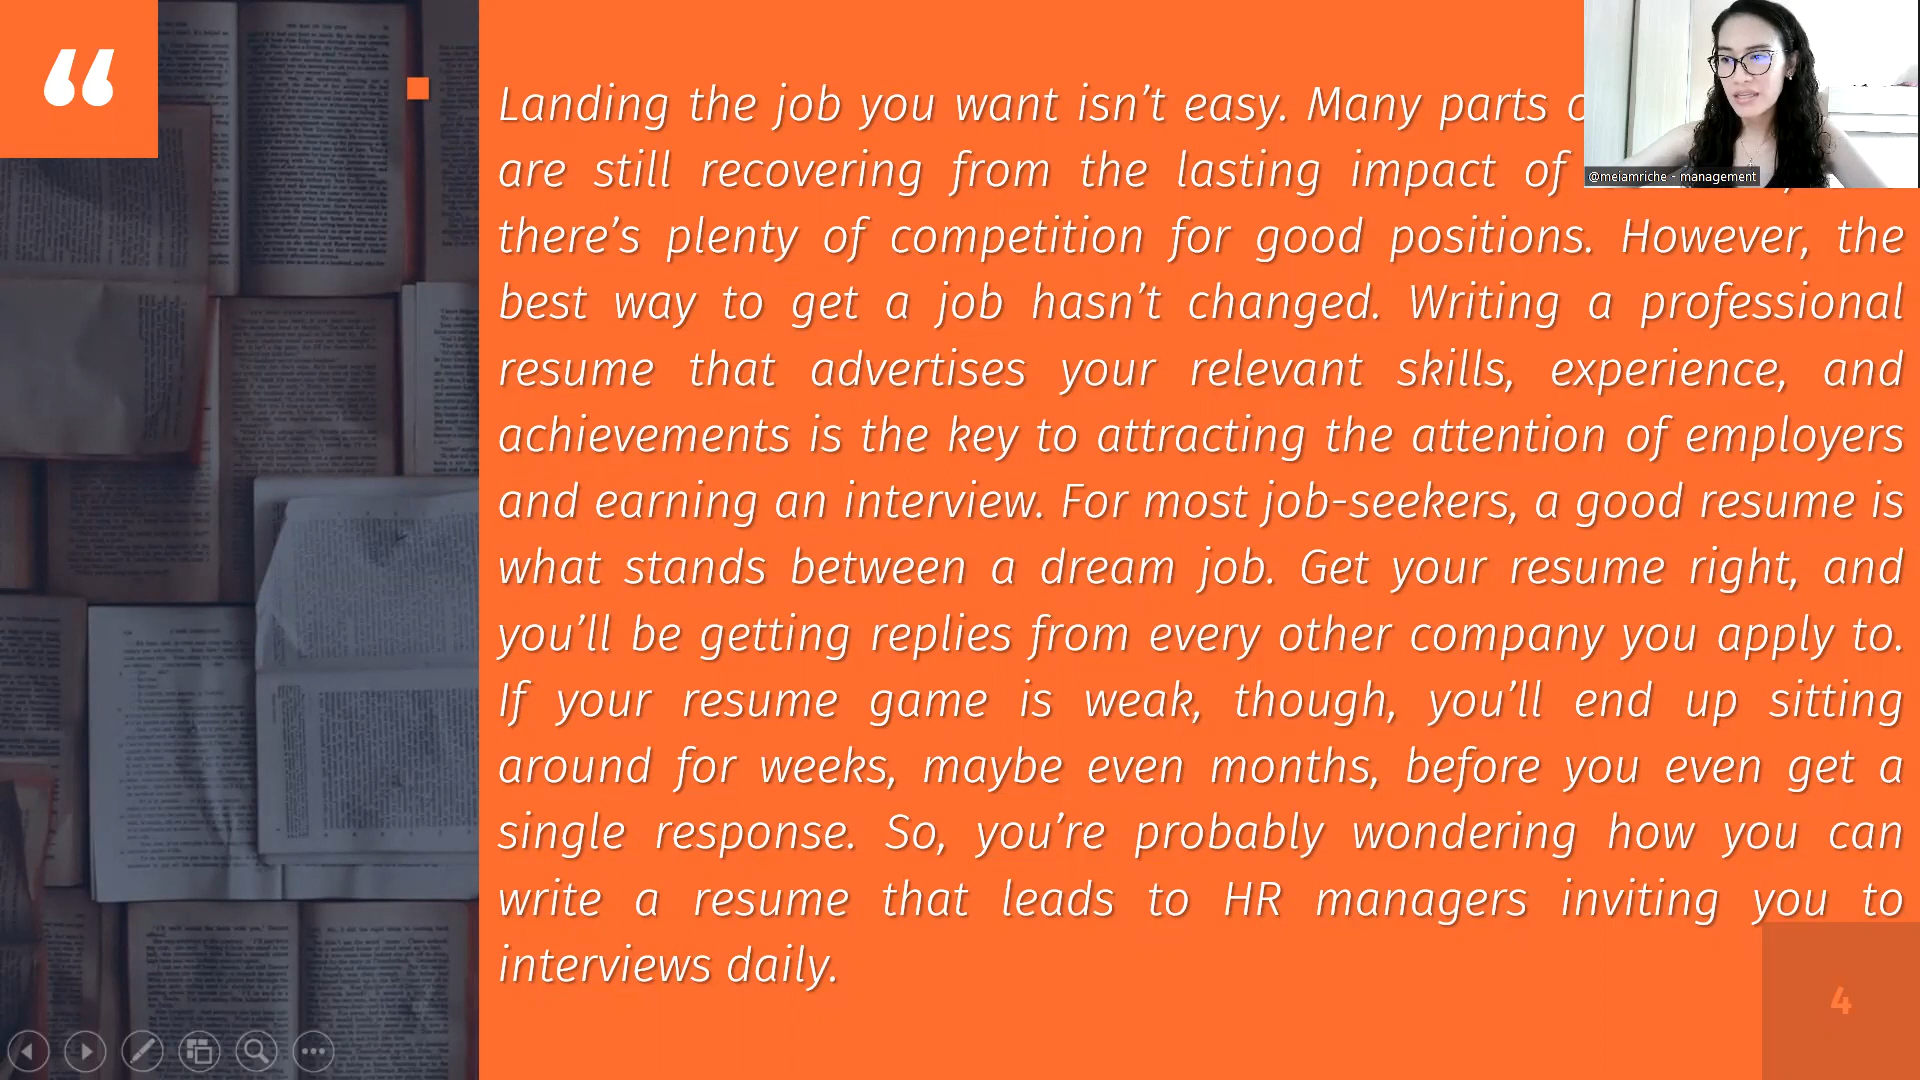 “
Landing the job you want isn’t easy. Many parts
are still recovering from the lasting impact of
there’s plenty of competition for good positions. However, the
best way to get a job hasn’t changed. Writing a professional
resume that advertises your relevant skills, experience, and
achievements is the key to attracting the attention of employers
and earning an interview. For most job-seekers, a good resume is
what stands between a dream job. Get your resume right, and
you’ll be getting replies from every other company you apply to.
If your resume game is weak, though, you’ll end up sitting
around for weeks, maybe even months, before you even get a
single response. So, you’re probably wondering how you can
write a resume that leads to HR managers inviting you to
interviews daily.
@meiamriche - management
4